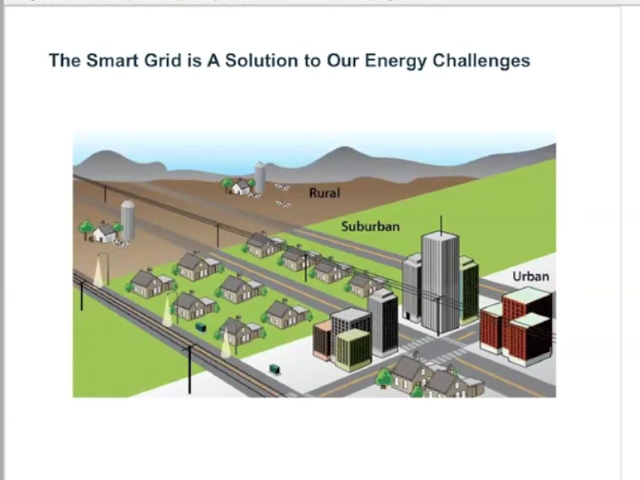 The Smart Grid is A Solution to Our Energy Challenges
Rural
Suburban
Urban